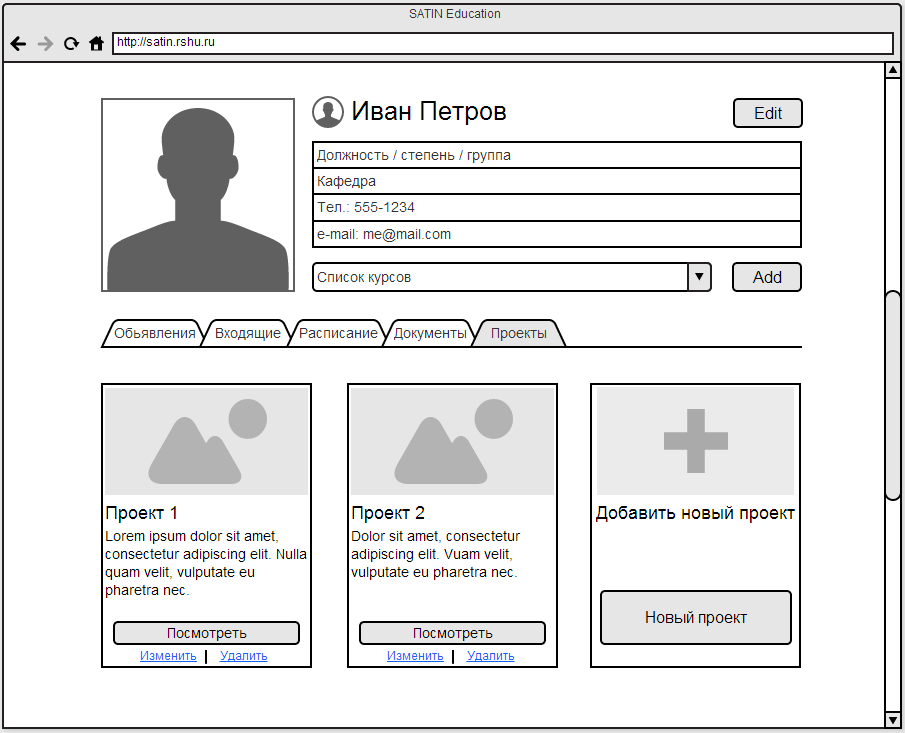 SATIN Education
http://satin.rshu.ru
Иван Петров
Edit
Должность / степень / группа
Кафедра
Тел.: 555-1234
e-mail: me@mail.com
Список курсов
Add
Обьявления
Входящие
Расписание
Документы
Проекты
Проект 1
Lorem ipsum dolor sit amet,
consectetur adipiscing elit. Nulla
quam velit, vulputate eu
pharetra nec.
Посмотреть
Изменить | Удалить
Проект 2
Dolor sit amet, consectetur
adipiscing elit. Vuam velit,
vulputate eu pharetra nec.
Посмотреть
Изменить | Удалить
Добавить новый проект
Новый проект